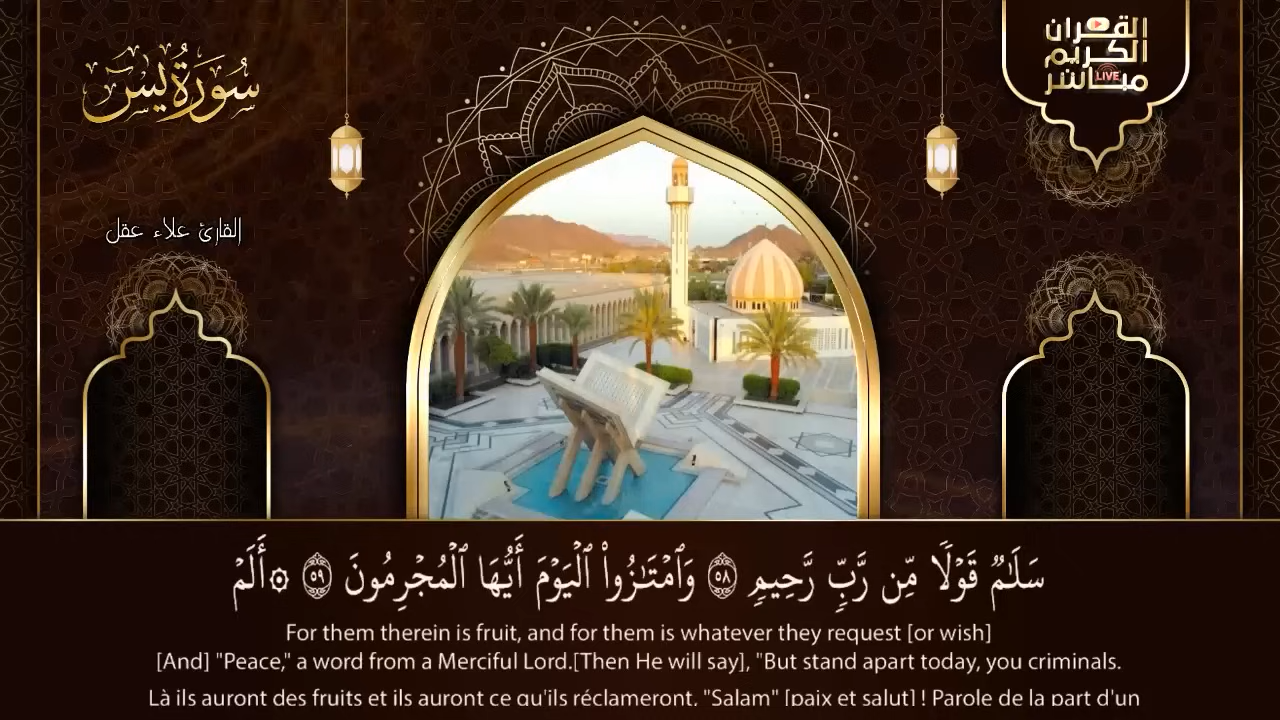 سُورَةُ يسٓ
القرآن
الكريم
مباشر
LIVE
القارئ علاء عقل
سَلَٰمٌ قَوْلًا مِّن رَّبٍّ رَّحِيمٍ ٥٨ وَٱمْتَٰزُوا۟ ٱلْيَوْمَ أَيُّهَا ٱلْمُجْرِمُونَ ٥٩ ۞ أَلَمْ
For them therein is fruit, and for them is whatever they request [or wish]
[And] "Peace," a word from a Merciful Lord.[Then He will say], "But stand apart today, you criminals.
Là ils auront des fruits et ils auront ce qu'ils réclameront, "Salam" [paix et salut] ! Parole de la part d'un